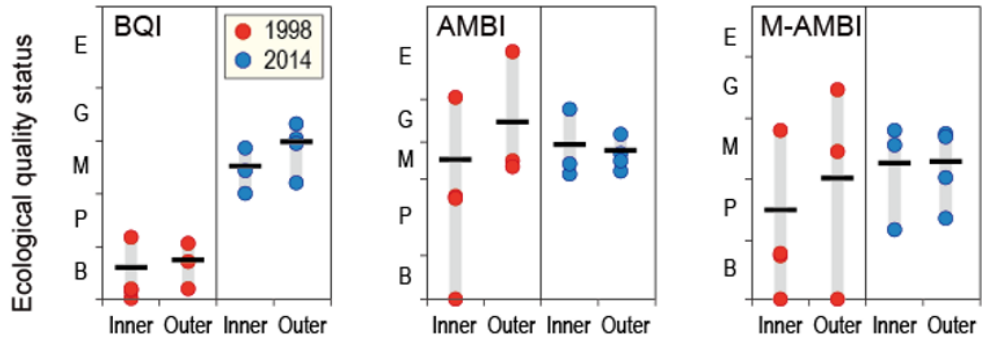 Ecological quality status
BQI
1998
2014
E
G
M
P
B
Inner Outer Inner Outer
AMBI
E
G
M
P
B
Inner Outer Inner Outer
M-AMBI
E
G
M
P
B
Inner Outer Inner Outer